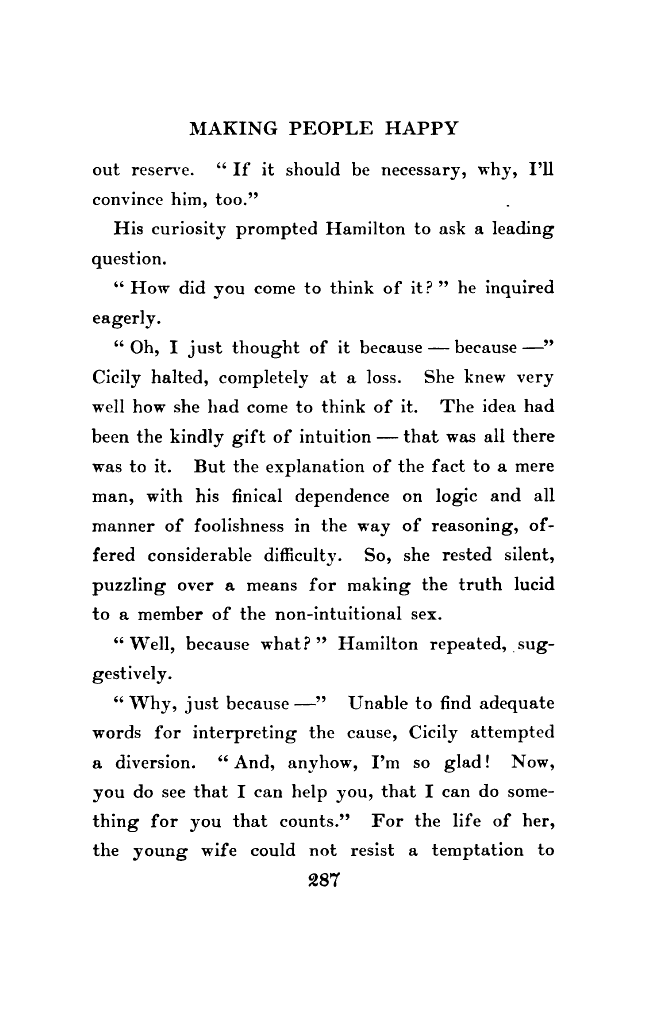 MAKING PEOPLE HAPPY
out reserve. “ If it should be necessary, why, I’ll
convince him, too.”
His curiosity prompted Hamilton to ask a leading
question.
“ How did you come to think of it? ” he inquired
eagerly.
“ Oh, I just thought of it because — because —”
Cicily halted, completely at a loss. She knew very
well how she had come to think of it. The idea had
been the kindly gift of intuition — that was all there
was to it. But the explanation of the fact to a mere
man, with his finical dependence on logic and all
manner of foolishness in the way of reasoning, of-
fered considerable difficulty. So, she rested silent,
puzzling over a means for making the truth lucid
to a member of the non-intuitional sex.
“ Well, because what? ” Hamilton repeated, sug-
gestively.
“ Why, just because —” Unable to find adequate
words for interpreting the cause, Cicily attempted
a diversion. “ And, anyhow, I’m so glad! Now,
you do see that I can help you, that I can do some-
thing for you that counts.” For the life of her,
the young wife could not resist a temptation to
287